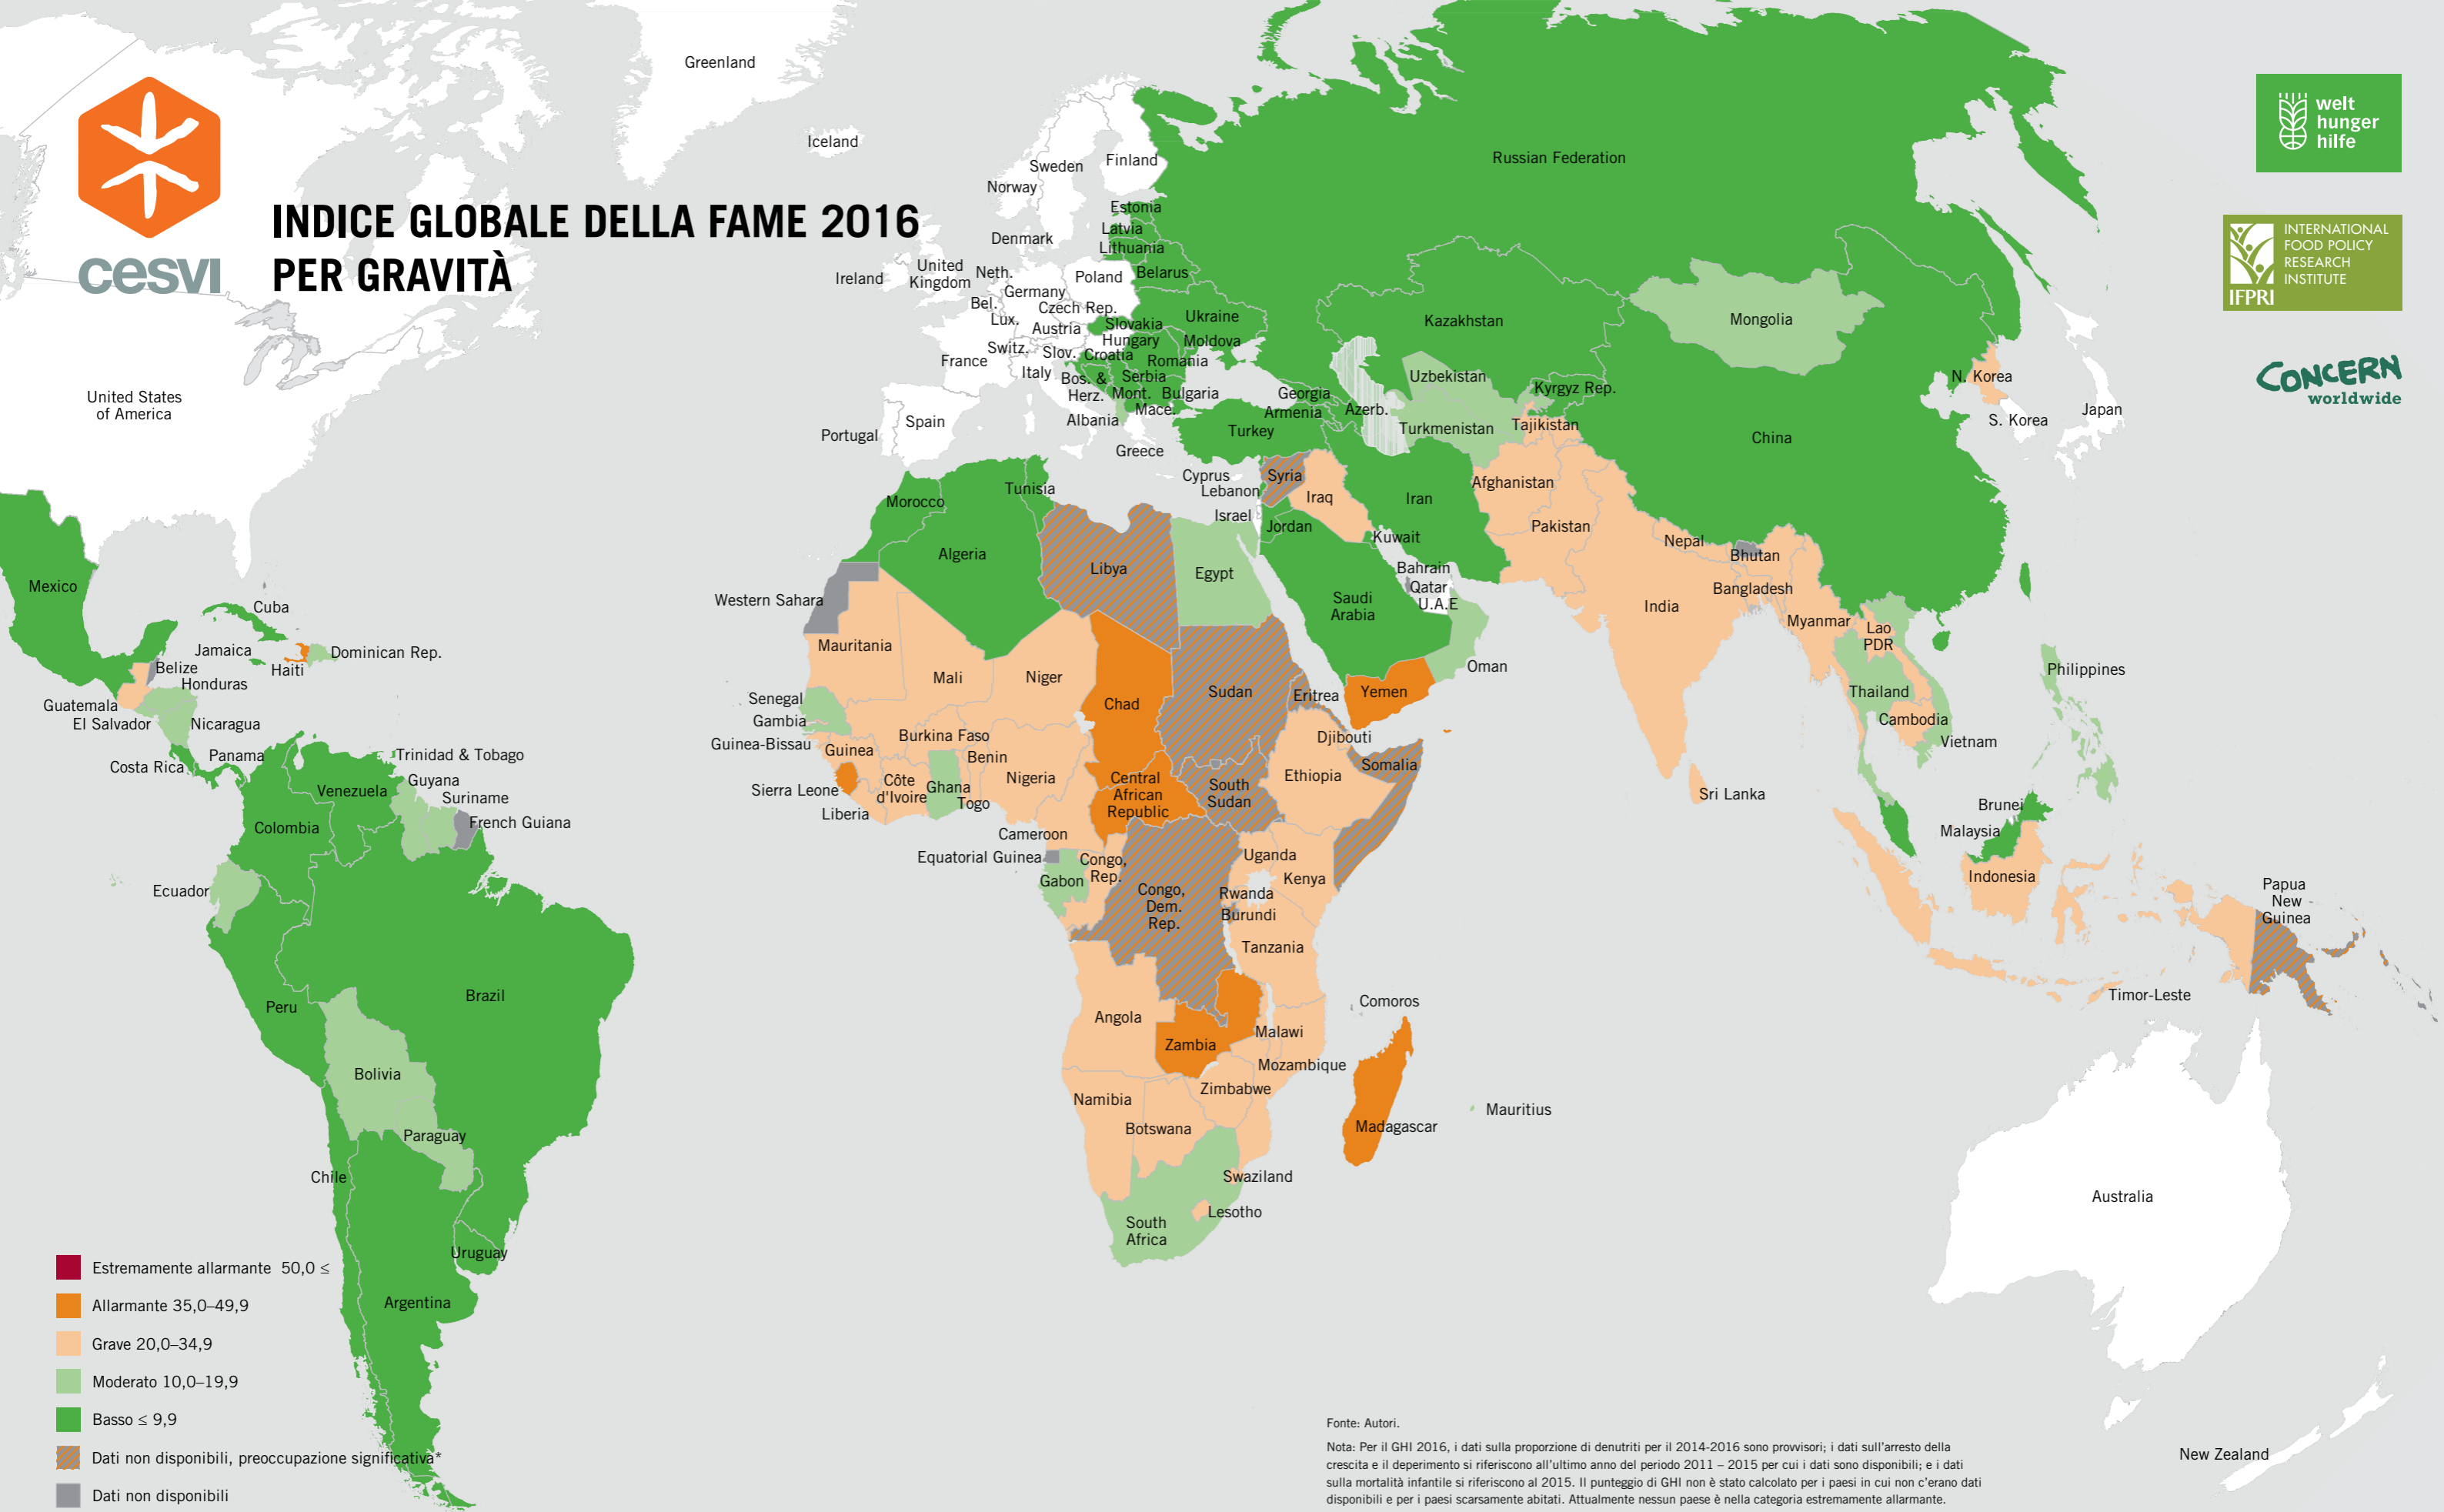 Greenland
Iceland
Sweden
Finland
Norway
Russian Federation
welt
hunger
hilfe
INTERNATIONAL
FOOD POLICY
RESEARCH
INSTITUTE
IFPRI
CONCERN
worldwide
cesvi
INDICE GLOBALE DELLA FAME 2016
PER GRAVITÀ
Estonia
Latvia
Lithuania
Denmark
Ireland
United
Kingdom
Neth.
Germany
Poland
Belarus
Bel.
Czech Rep.
Lux.
Austria
Slovakia
Ukraine
Hungary
Moldova
France
Switz.
Slov.
Croatia
Romania
Italy
Bos. &
Herz.
Serbia
Mont.
Bulgaria
Mace.
Albania
Spain
Portugal
Greece
Georgia
Armenia
Azerb.
Turkey
Kazakhstan
Mongolia
Uzbekistan
Kyrgyz Rep.
Turkmenistan
Tajikistan
China
N. Korea
S. Korea
Japan
United States
of America
Cyprus
Lebanon
Syria
Iraq
Iran
Israel
Jordan
Kuwait
Afghanistan
Pakistan
Nepal
Bhutan
Bangladesh
India
Myanmar
Lao
PDR
Bahrain
Qatar
U.A.E
Saudi
Arabia
Oman
Yemen
Morocco
Tunisia
Algeria
Libya
Egypt
Western Sahara
Mauritania
Mali
Niger
Chad
Sudan
Eritrea
Senegal
Gambia
Guinea-Bissau
Guinea
Burkina Faso
Benin
Côte
d'Ivoire
Ghana
Togo
Nigeria
Sierra Leone
Liberia
Central
African
Republic
South
Sudan
Djibouti
Ethiopia
Somalia
Cameroon
Equatorial Guinea
Gabon
Congo,
Rep.
Congo,
Dem.
Rep.
Uganda
Kenya
Rwanda
Burundi
Tanzania
Angola
Zambia
Malawi
Mozambique
Comoros
Zimbabwe
Namibia
Botswana
Madagascar
Mauritius
Swaziland
Lesotho
South
Africa
Mexico
Cuba
Jamaica
Haiti
Dominican Rep.
Belize
Honduras
Guatemala
El Salvador
Nicaragua
Costa Rica
Panama
Trinidad & Tobago
Guyana
Suriname
French Guiana
Venezuela
Colombia
Ecuador
Peru
Brazil
Bolivia
Paraguay
Chile
Uruguay
Argentina
Thailand
Cambodia
Vietnam
Philippines
Sri Lanka
Brunei
Malaysia
Indonesia
Papua
New
Guinea
Timor-Leste
Australia
New Zealand
Estremamente allarmante 50,0 ≤
Allarmante 35,0–49,9
Grave 20,0–34,9
Moderato 10,0–19,9
Basso ≤ 9,9
Dati non disponibili, preoccupazione significativa*
Dati non disponibili
Fonte: Autori.
Nota: Per il GHI 2016, i dati sulla proporzione di denutriti per il 2014-2016 sono provvisori; i dati sull'arresto della
crescita e il deperimento si riferiscono all'ultimo anno del periodo 2011 – 2015 per cui i dati sono disponibili; e i dati
sulla mortalità infantile si riferiscono al 2015. Il punteggio di GHI non è stato calcolato per i paesi in cui non c'erano dati
disponibili e per i paesi scarsamente abitati. Attualmente nessun paese è nella categoria estremamente allarmante.